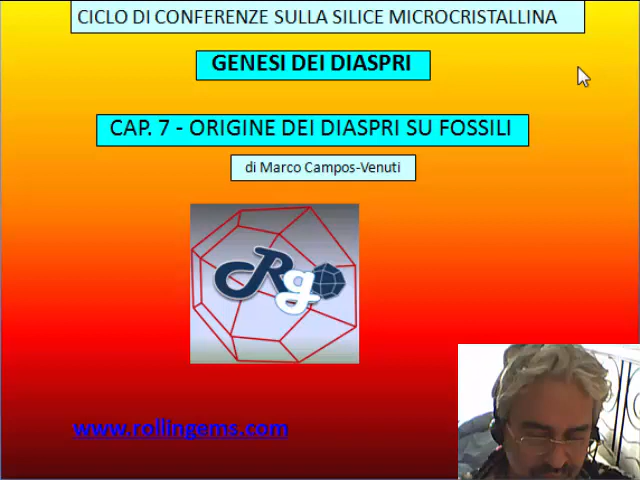 CICLO DI CONFERENZE SULLA SILICE MICROCRISTALLINA
GENESI DEI DIASPRI
CAP. 7 - ORIGINE DEI DIASPRI SU FOSSILI
di Marco Campos-Venuti
Rg
www.rollingems.com